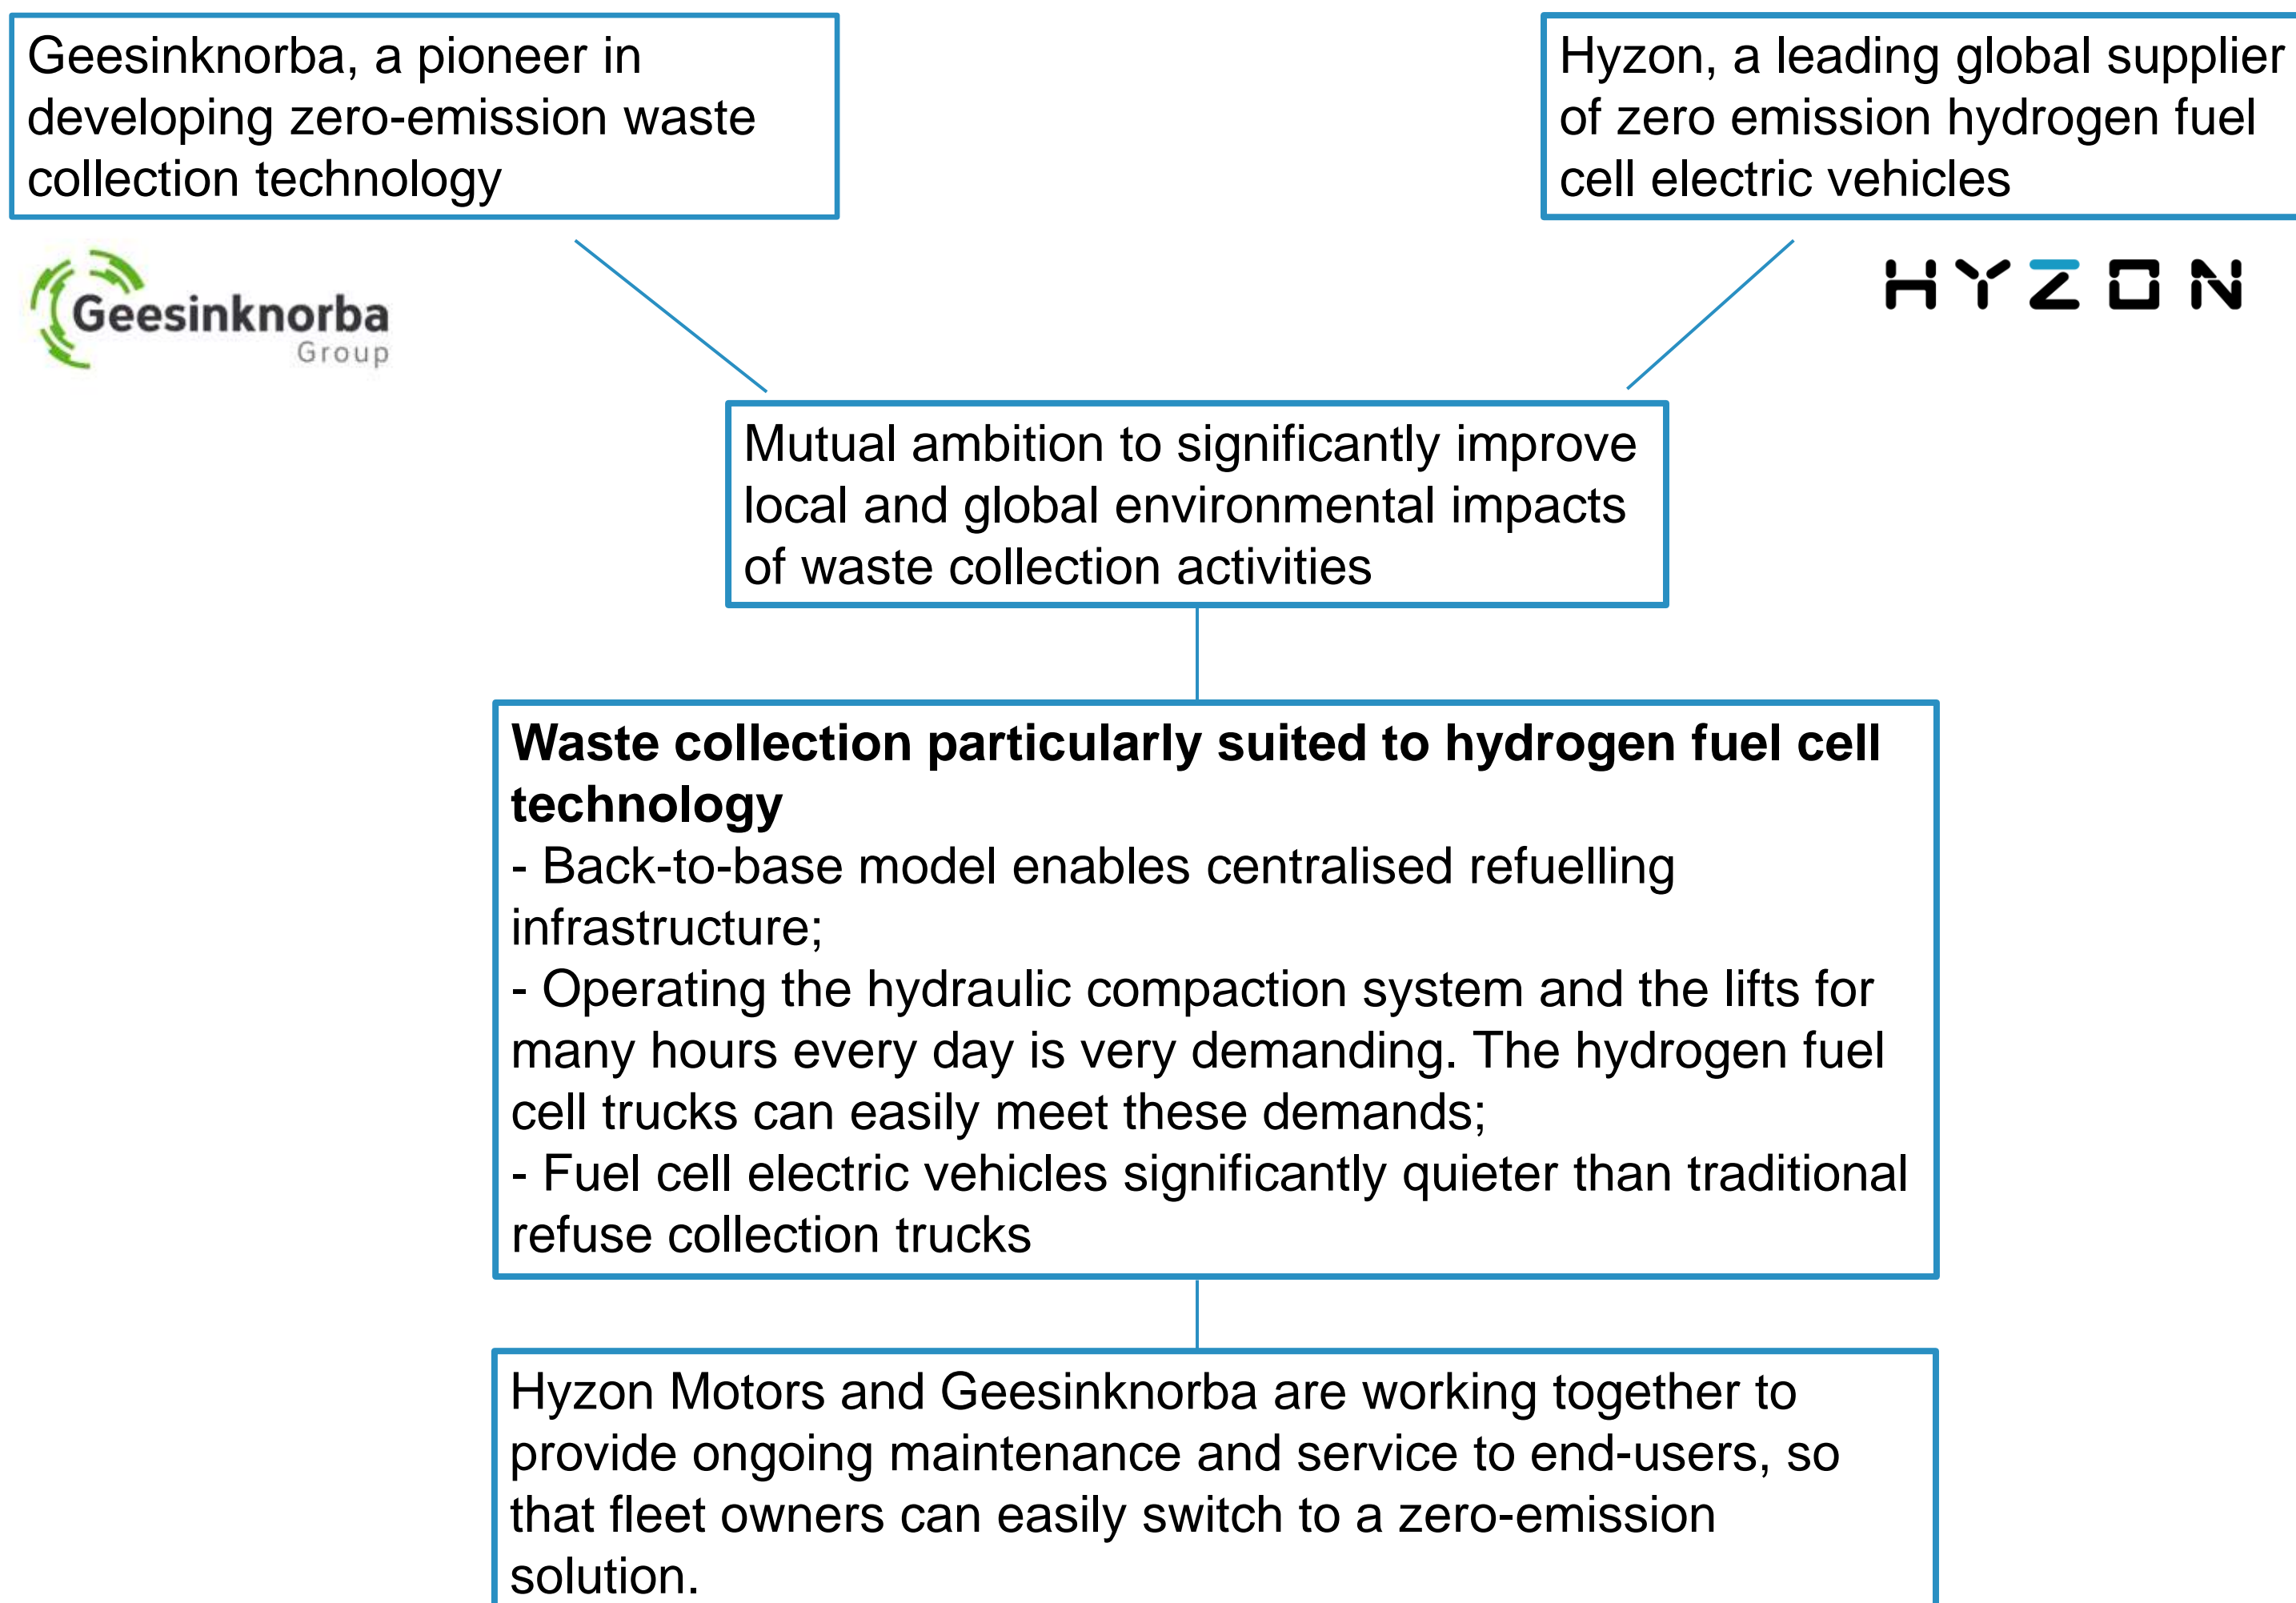 Geesinknorba, a pioneer in
developing zero-emission waste
collection technology
Hyzon, a leading global supplier
of zero emission hydrogen fuel
cell electric vehicles
Geesinknorba
Group
HYZON
Mutual ambition to significantly improve
local and global environmental impacts
of waste collection activities
Waste collection particularly suited to hydrogen fuel cell
technology
- Back-to-base model enables centralised refuelling
infrastructure;
- Operating the hydraulic compaction system and the lifts for
many hours every day is very demanding. The hydrogen fuel
cell trucks can easily meet these demands;
- Fuel cell electric vehicles significantly quieter than traditional
refuse collection trucks
Hyzon Motors and Geesinknorba are working together to
provide ongoing maintenance and service to end-users, so
that fleet owners can easily switch to a zero-emission
solution.